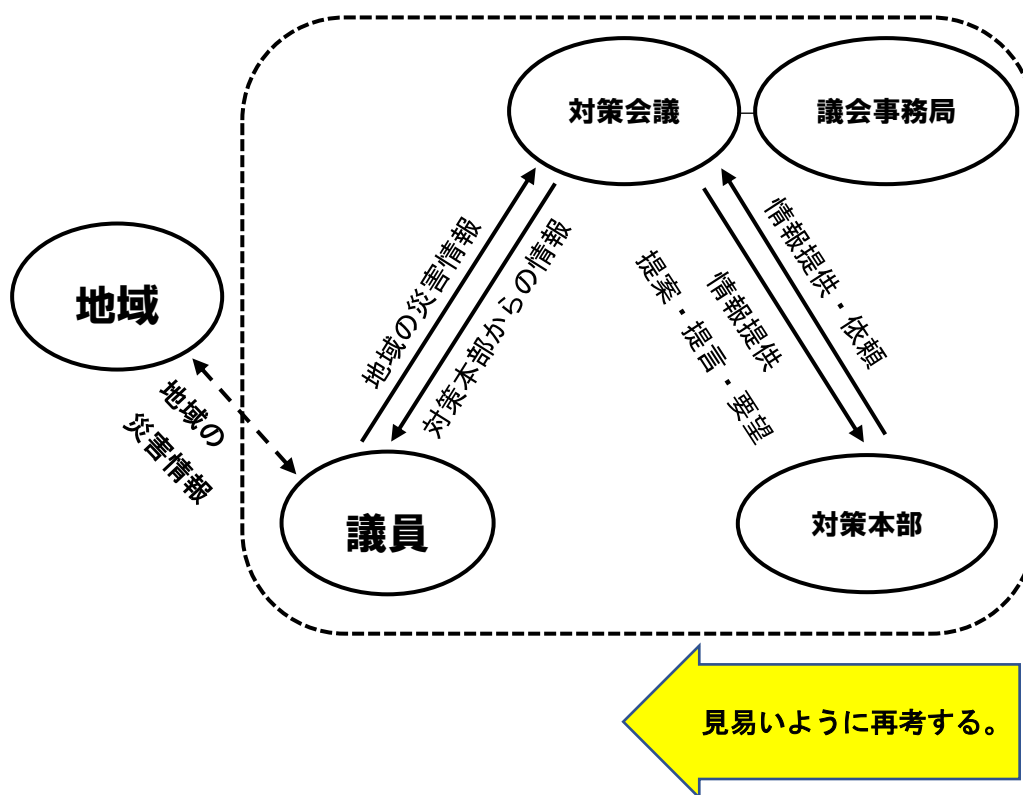 対策会議
議会事務局
地域の災害情報
対策本部からの情報
情報提供
提案・提言・要望
情報提供・依頼
地域
地域の
災害情報
議員
対策本部
見易いように再考する。